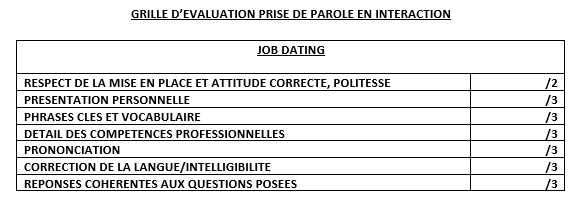 GRILLE D’EVALUATION PRISE DE PAROLE EN INTERACTION
JOB DATING
RESPECT DE LA MISE EN PLACE ET ATTITUDE CORRECTE, POLITESSE /2
PRESENTATION PERSONNELLE /3
PHRASES CLES ET VOCABULAIRE /3
DETAIL DES COMPETENCES PROFESSIONNELLES /3
PRONONCIATION /3
CORRECTION DE LA LANGUE/INTELLIGIBILITE /3
REPONSES COHERENTES AUX QUESTIONS POSEES /3